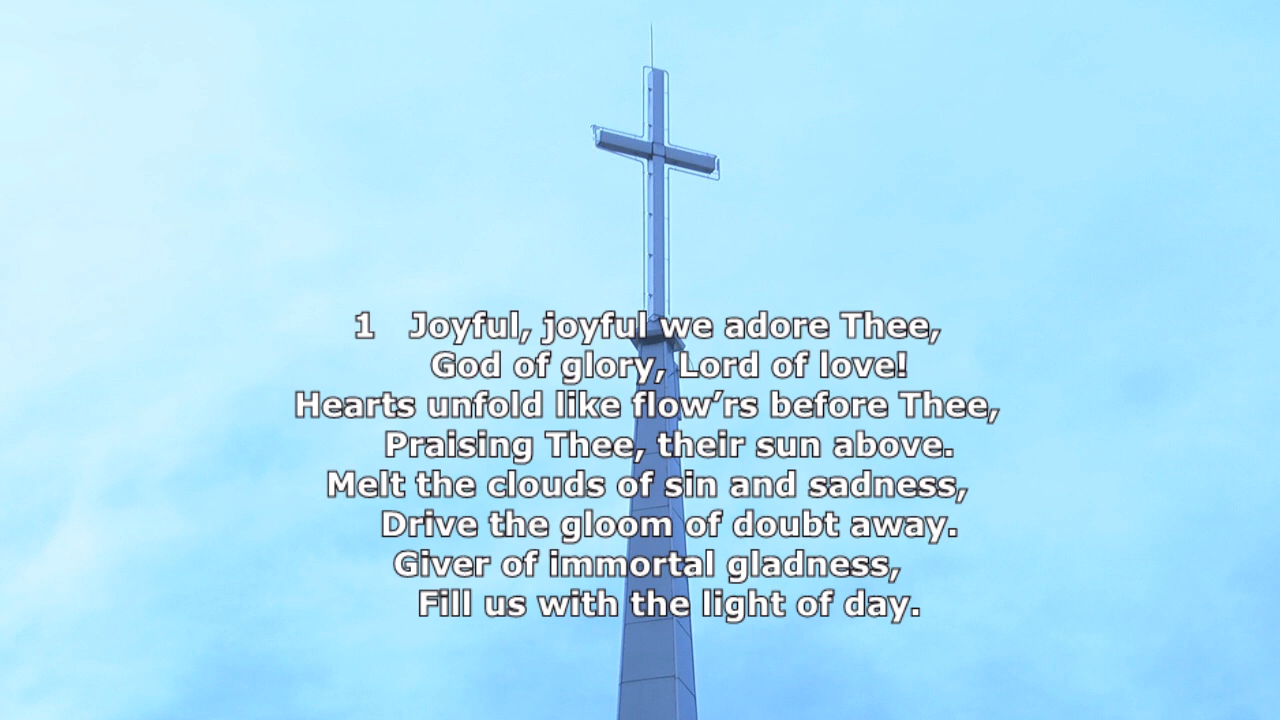 1 Joyful, joyful we adore Thee,
God of glory, Lord of love!
Hearts unfold like flow’rs before Thee,
Praising Thee, their sun above.
Melt the clouds of sin and sadness,
Drive the gloom of doubt away.
Giver of immortal gladness,
Fill us with the light of day.